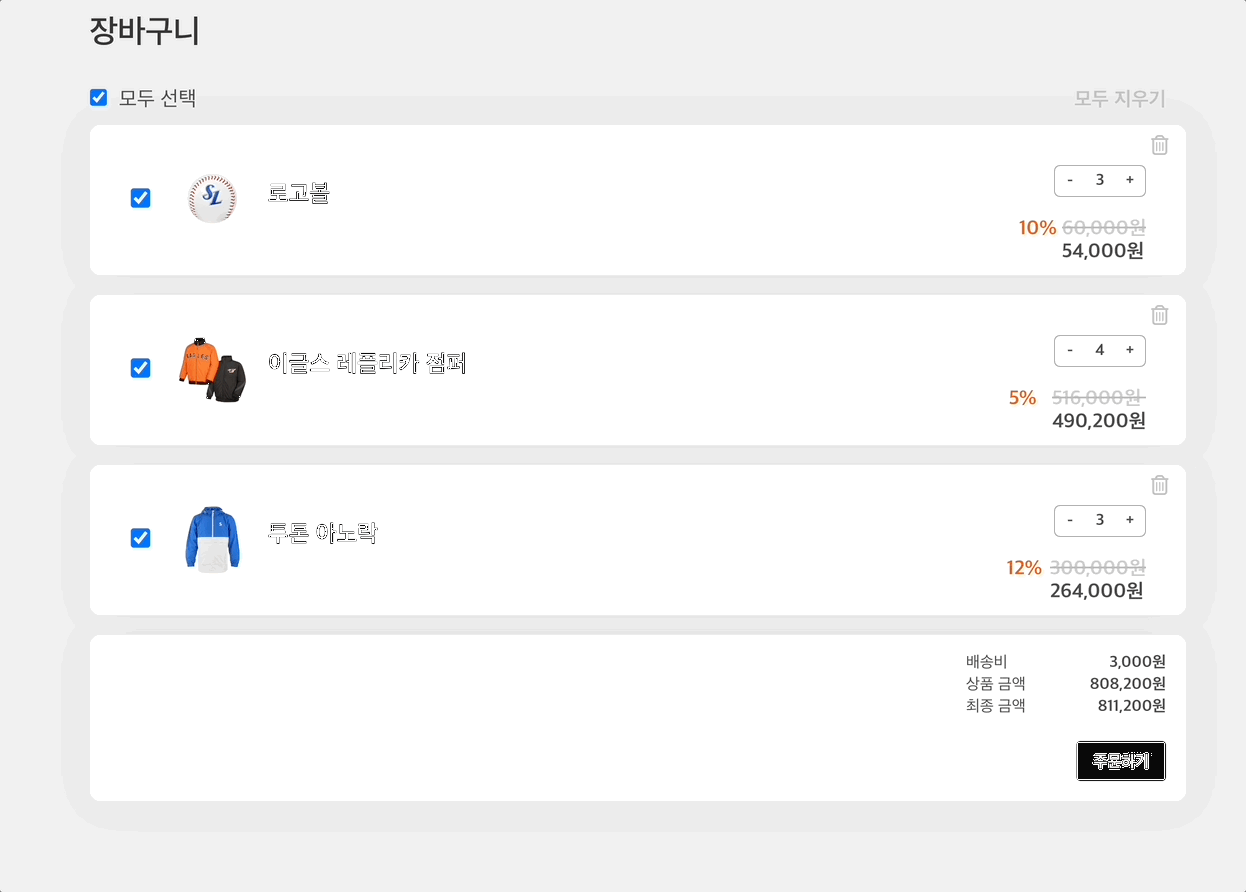 장바구니
모두 선택
모두 지우기
SL
로고볼
- 3 +
10% 60,000원
54,000원
이글스 레플리카 점퍼
- 4 +
5% 516,000원
490,200원
투톤 아노락
- 3 +
12% 300,000원
264,000원
배송비 3,000원
상품 금액 808,200원
최종 금액 811,200원
주문하기